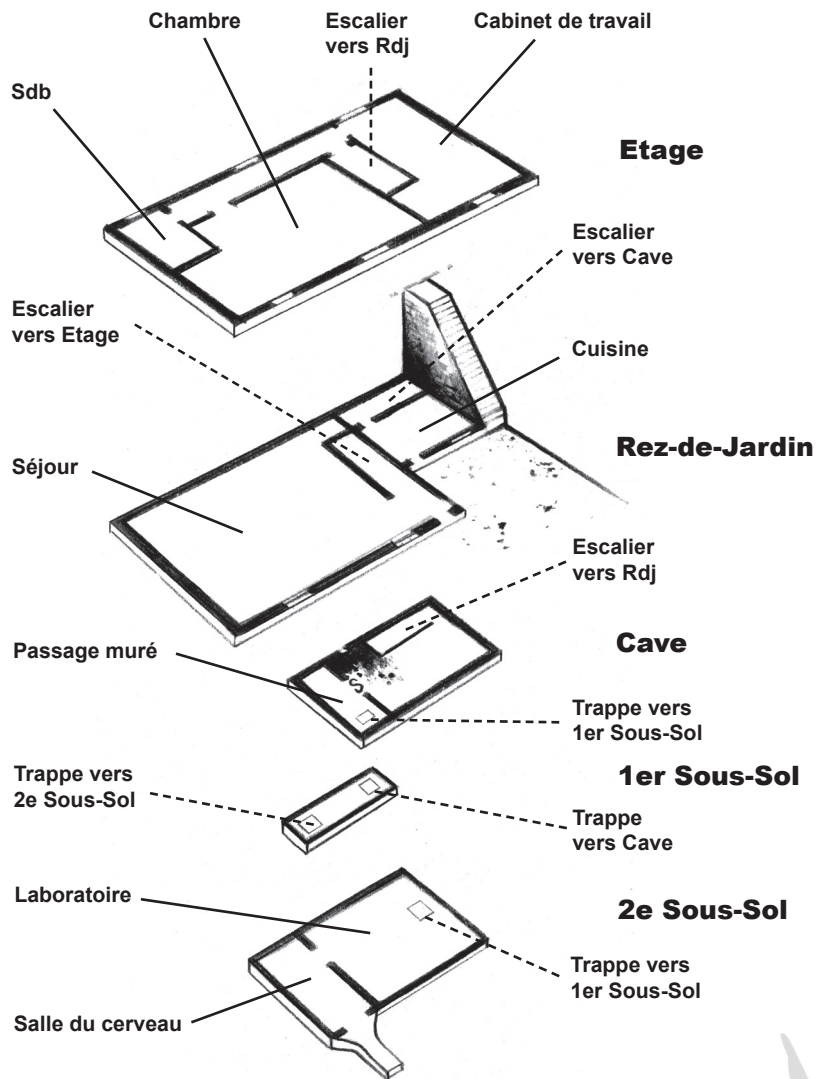 Chambre
Escalier
vers Rdj
Cabinet de travail
Sdb
Etage
Escalier
vers Cave
Escalier
vers Etage
Cuisine
Rez-de-Jardin
Séjour
Escalier
vers Rdj
Cave
Passage muré
S
Trappe vers
1er Sous-Sol
1er Sous-Sol
Trappe vers
2e Sous-Sol
Trappe
vers Cave
Laboratoire
2e Sous-Sol
Trappe vers
1er Sous-Sol
Salle du cerveau